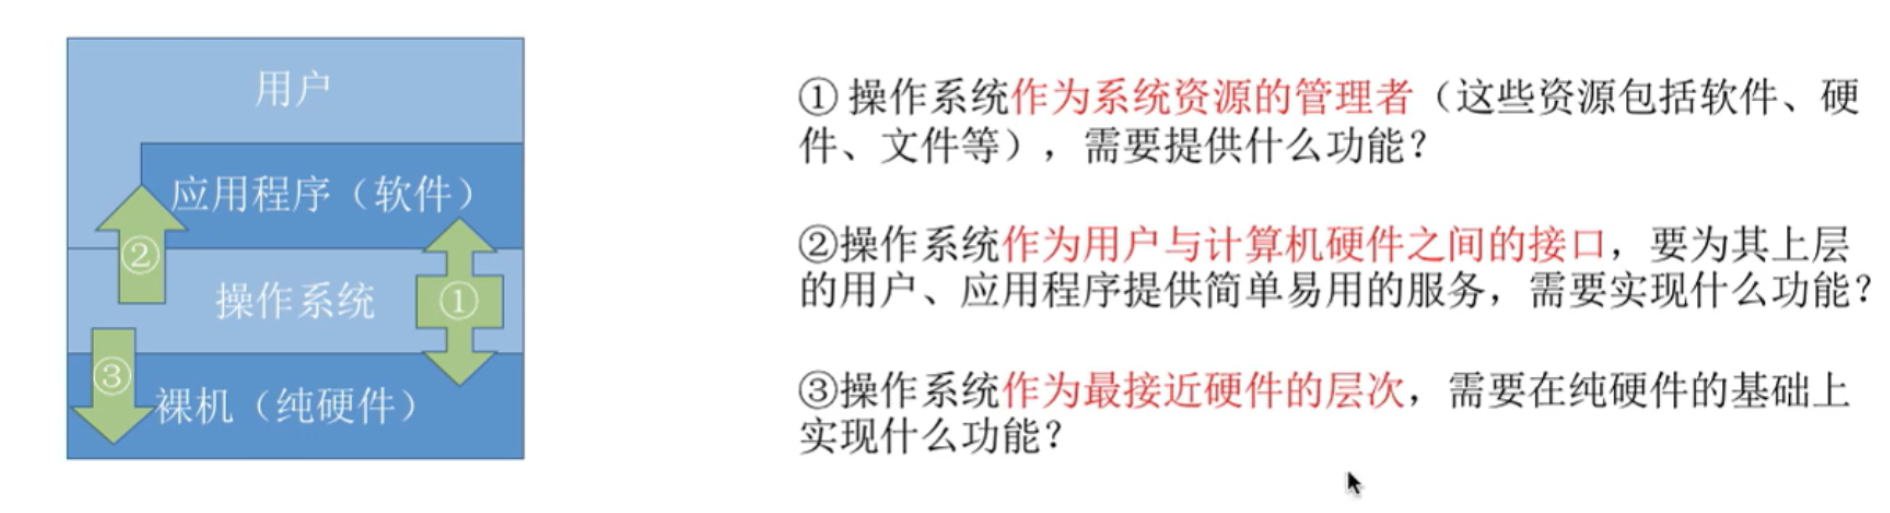 用户
应用程序（软件）
②
操作系统
①
③
裸机（纯硬件）
① 操作系统作为系统资源的管理者（这些资源包括软件、硬
件、文件等），需要提供什么功能？
②操作系统作为用户与计算机硬件之间的接口，要为其上层
的用户、应用程序提供简单易用的服务，需要实现什么功能？
③操作系统作为最接近硬件的层次，需要在纯硬件的基础上
实现什么功能？